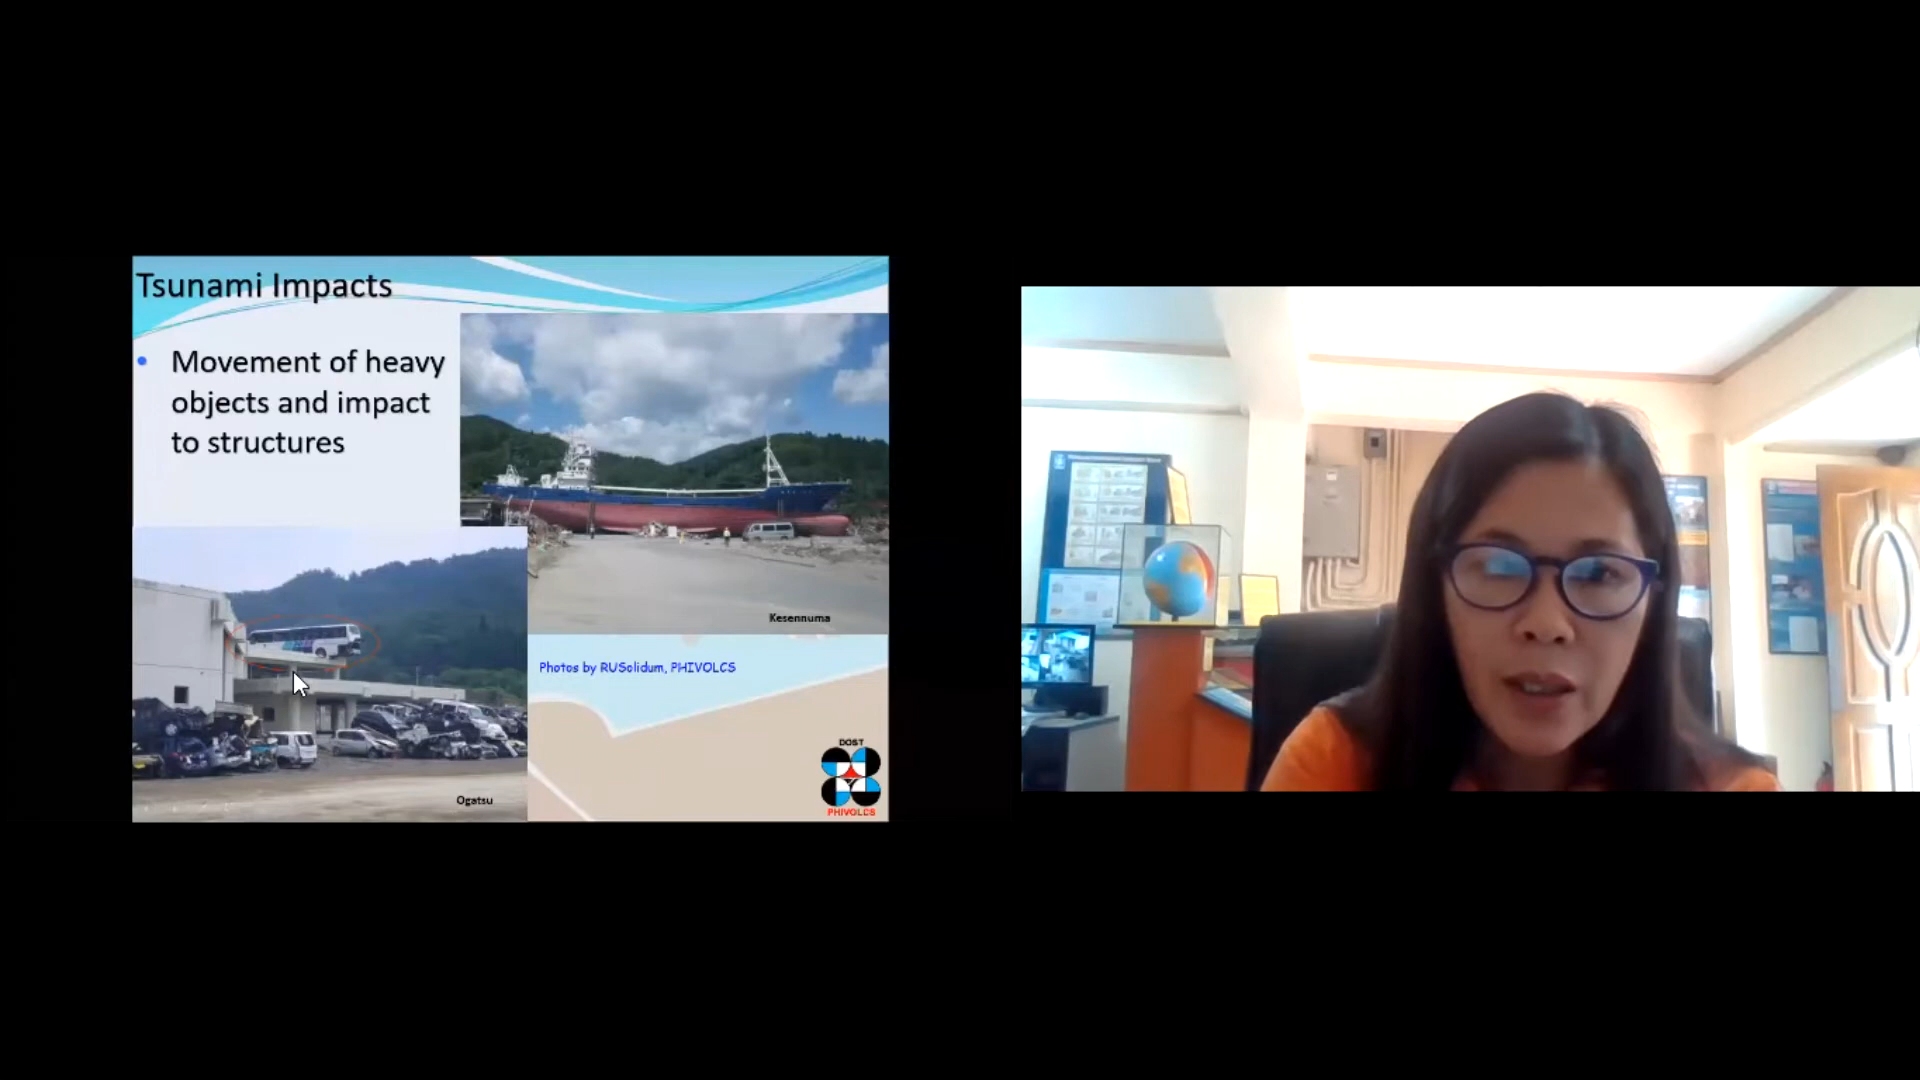 Tsunami Impacts
• Movement of heavy
objects and impact
to structures
Kesennuma
Photos by RUSolidum, PHIVOLCS
Ogatsu
DOST
PHIVOLCS